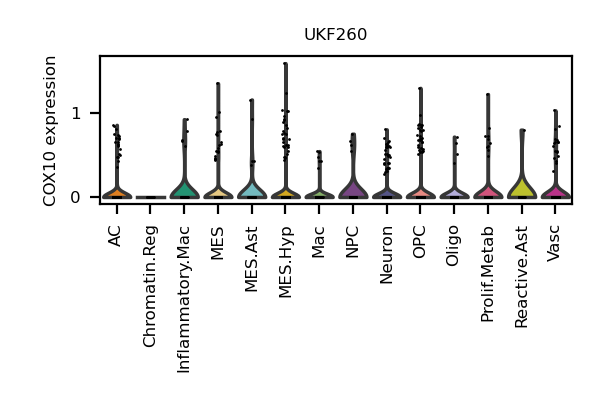 UKF260
COX10 expression
1
0
AC
Chromatin.Reg
Inflammatory.Mac
MES
MES.Ast
MES.Hyp
Mac
NPC
Neuron
OPC
Oligo
Prolif.Metab
Reactive.Ast
Vasc